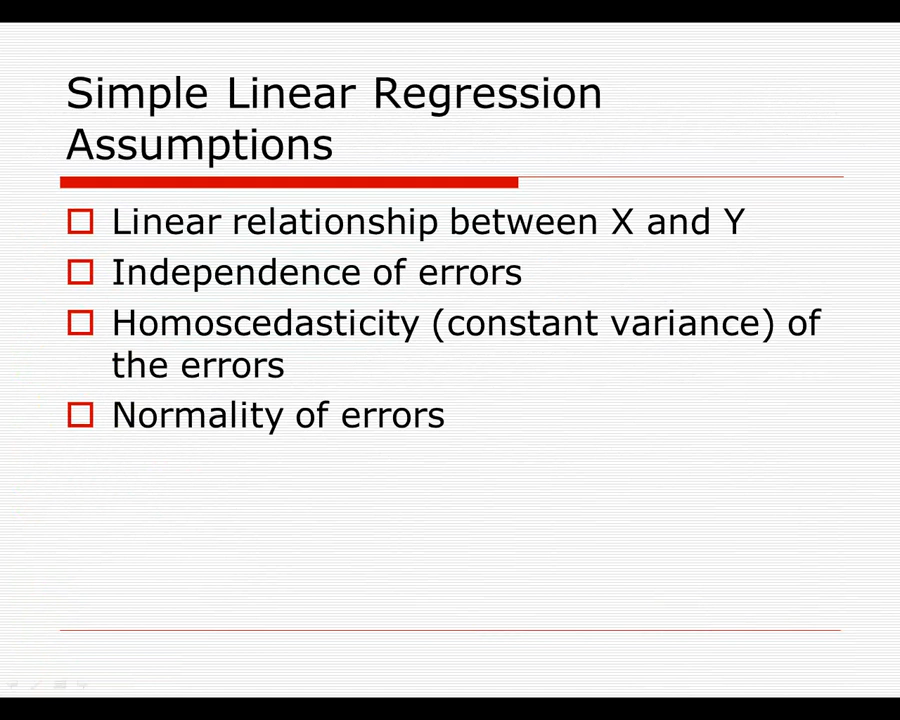 Simple Linear Regression
Assumptions
Linear relationship between X and Y
Independence of errors
Homoscedasticity (constant variance) of
the errors
Normality of errors